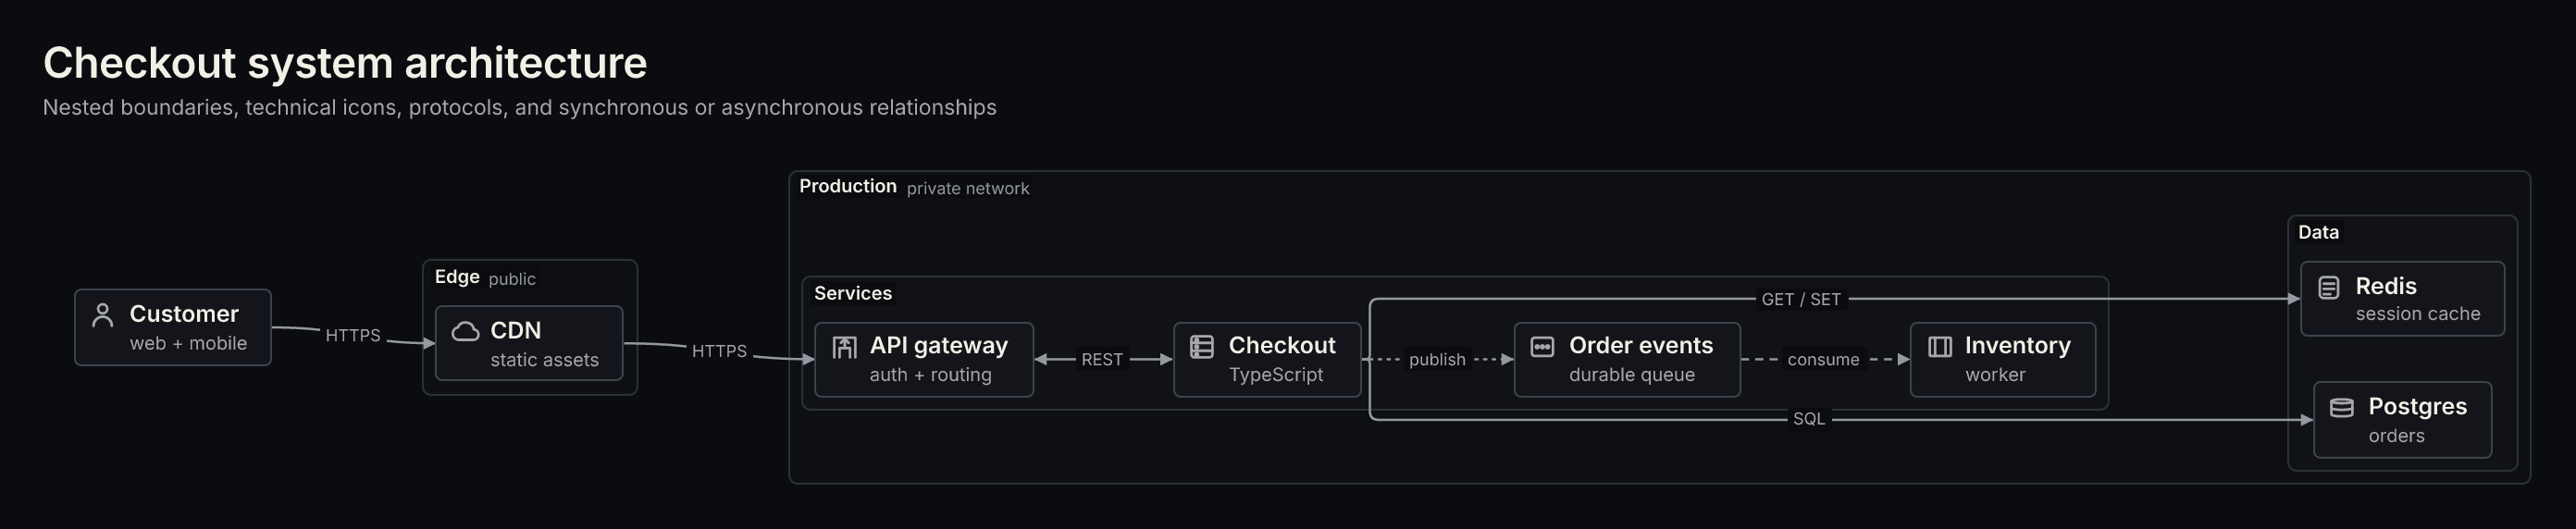 Checkout system architecture
Nested boundaries, technical icons, protocols, and synchronous or asynchronous relationships
Customer
web + mobile
HTTPS
Edge public
CDN
static assets
HTTPS
Production private network
Services
API gateway
auth + routing
REST
Checkout
TypeScript
publish
Order events
durable queue
consume
Inventory
worker
GET / SET
SQL
Data
Redis
session cache
Postgres
orders